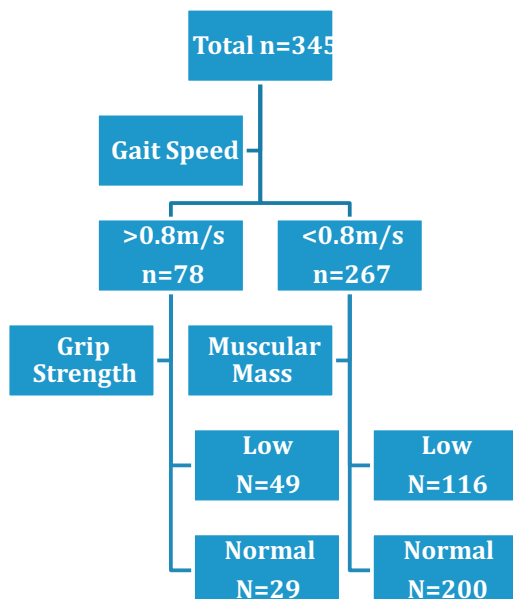 Total n=345
Gait Speed
>0.8m/s
n=78
<0.8m/s
n=267
Grip
Strength
Muscular
Mass
Low
N=49
Low
N=116
Normal
N=29
Normal
N=200